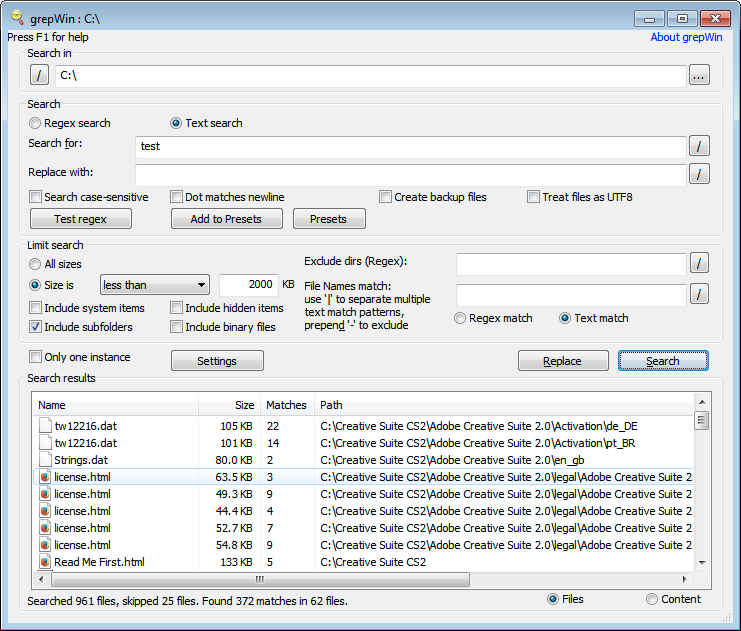 grepWin : C:\
Press F1 for help About grepWin
Search in
/ C:\ ...
Search
Regex search Text search
Search for: test /
Replace with: /
Search case-sensitive Dot matches newline Create backup files Treat files as UTF8
Test regex Add to Presets Presets
Limit search
All sizes Exclude dirs (Regex): /
Size is less than 2000 KB File Names match: /
use '|' to separate multiple
Include system items Include hidden items text match patterns, Regex match Text match
Include subfolders Include binary files prepend '-' to exclude
Only one instance Settings Replace Search
Search results
Name Size Matches Path
tw12216.dat 105 KB 22 C:\Creative Suite CS2\Adobe Creative Suite 2.0\Activation\de_DE
tw12216.dat 101 KB 14 C:\Creative Suite CS2\Adobe Creative Suite 2.0\Activation\pt_BR
Strings.dat 80.0 KB 2 C:\Creative Suite CS2\Adobe Creative Suite 2.0\en_gb
license.html 63.5 KB 3 C:\Creative Suite CS2\Adobe Creative Suite 2.0\legal\Adobe Creative Suite 2.
license.html 49.3 KB 9 C:\Creative Suite CS2\Adobe Creative Suite 2.0\legal\Adobe Creative Suite 2.
license.html 44.4 KB 4 C:\Creative Suite CS2\Adobe Creative Suite 2.0\legal\Adobe Creative Suite 2.
license.html 52.7 KB 7 C:\Creative Suite CS2\Adobe Creative Suite 2.0\legal\Adobe Creative Suite 2.
license.html 54.8 KB 9 C:\Creative Suite CS2\Adobe Creative Suite 2.0\legal\Adobe Creative Suite 2.
Read Me First.html 133 KB 5 C:\Creative Suite CS2
Searched 961 files, skipped 25 files. Found 372 matches in 62 files. Files Content